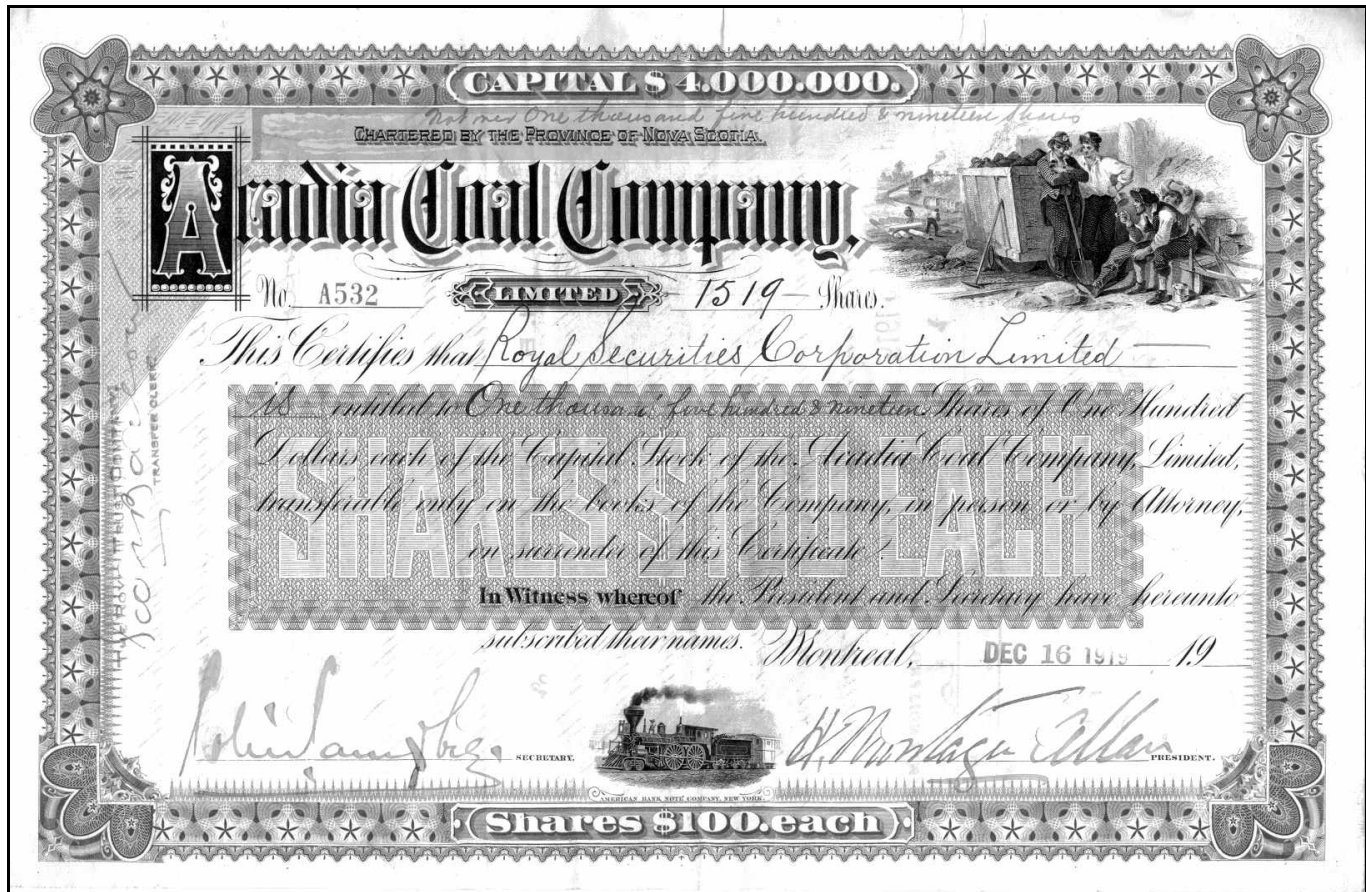 CAPITAL $ 4.000.000.
Not over One thousand five hundred & nineteen shares
CHARTERED BY THE PROVINCE OF NOVA SCOTIA.
Acadia Coal Company,
LIMITED
No. A532 1519 Shares.
This Certifies that Royal Securities Corporation Limited
is entitled to One thousand five hundred & nineteen Shares of One Hundred
Dollars each of the Capital Stock of the Acadia Coal Company, Limited,
transferable only on the books of the Company, in person or by Attorney,
on surrender of this Certificate.
SHARES $100 EACH
In Witness whereof the President and Secretary have hereunto
subscribed their names. Montreal, DEC 16 1919 19
SECRETARY.
H. Montagu Allan PRESIDENT.
AMERICAN BANK NOTE COMPANY, NEW YORK.
Shares $100.each
TRANSFER CLERK